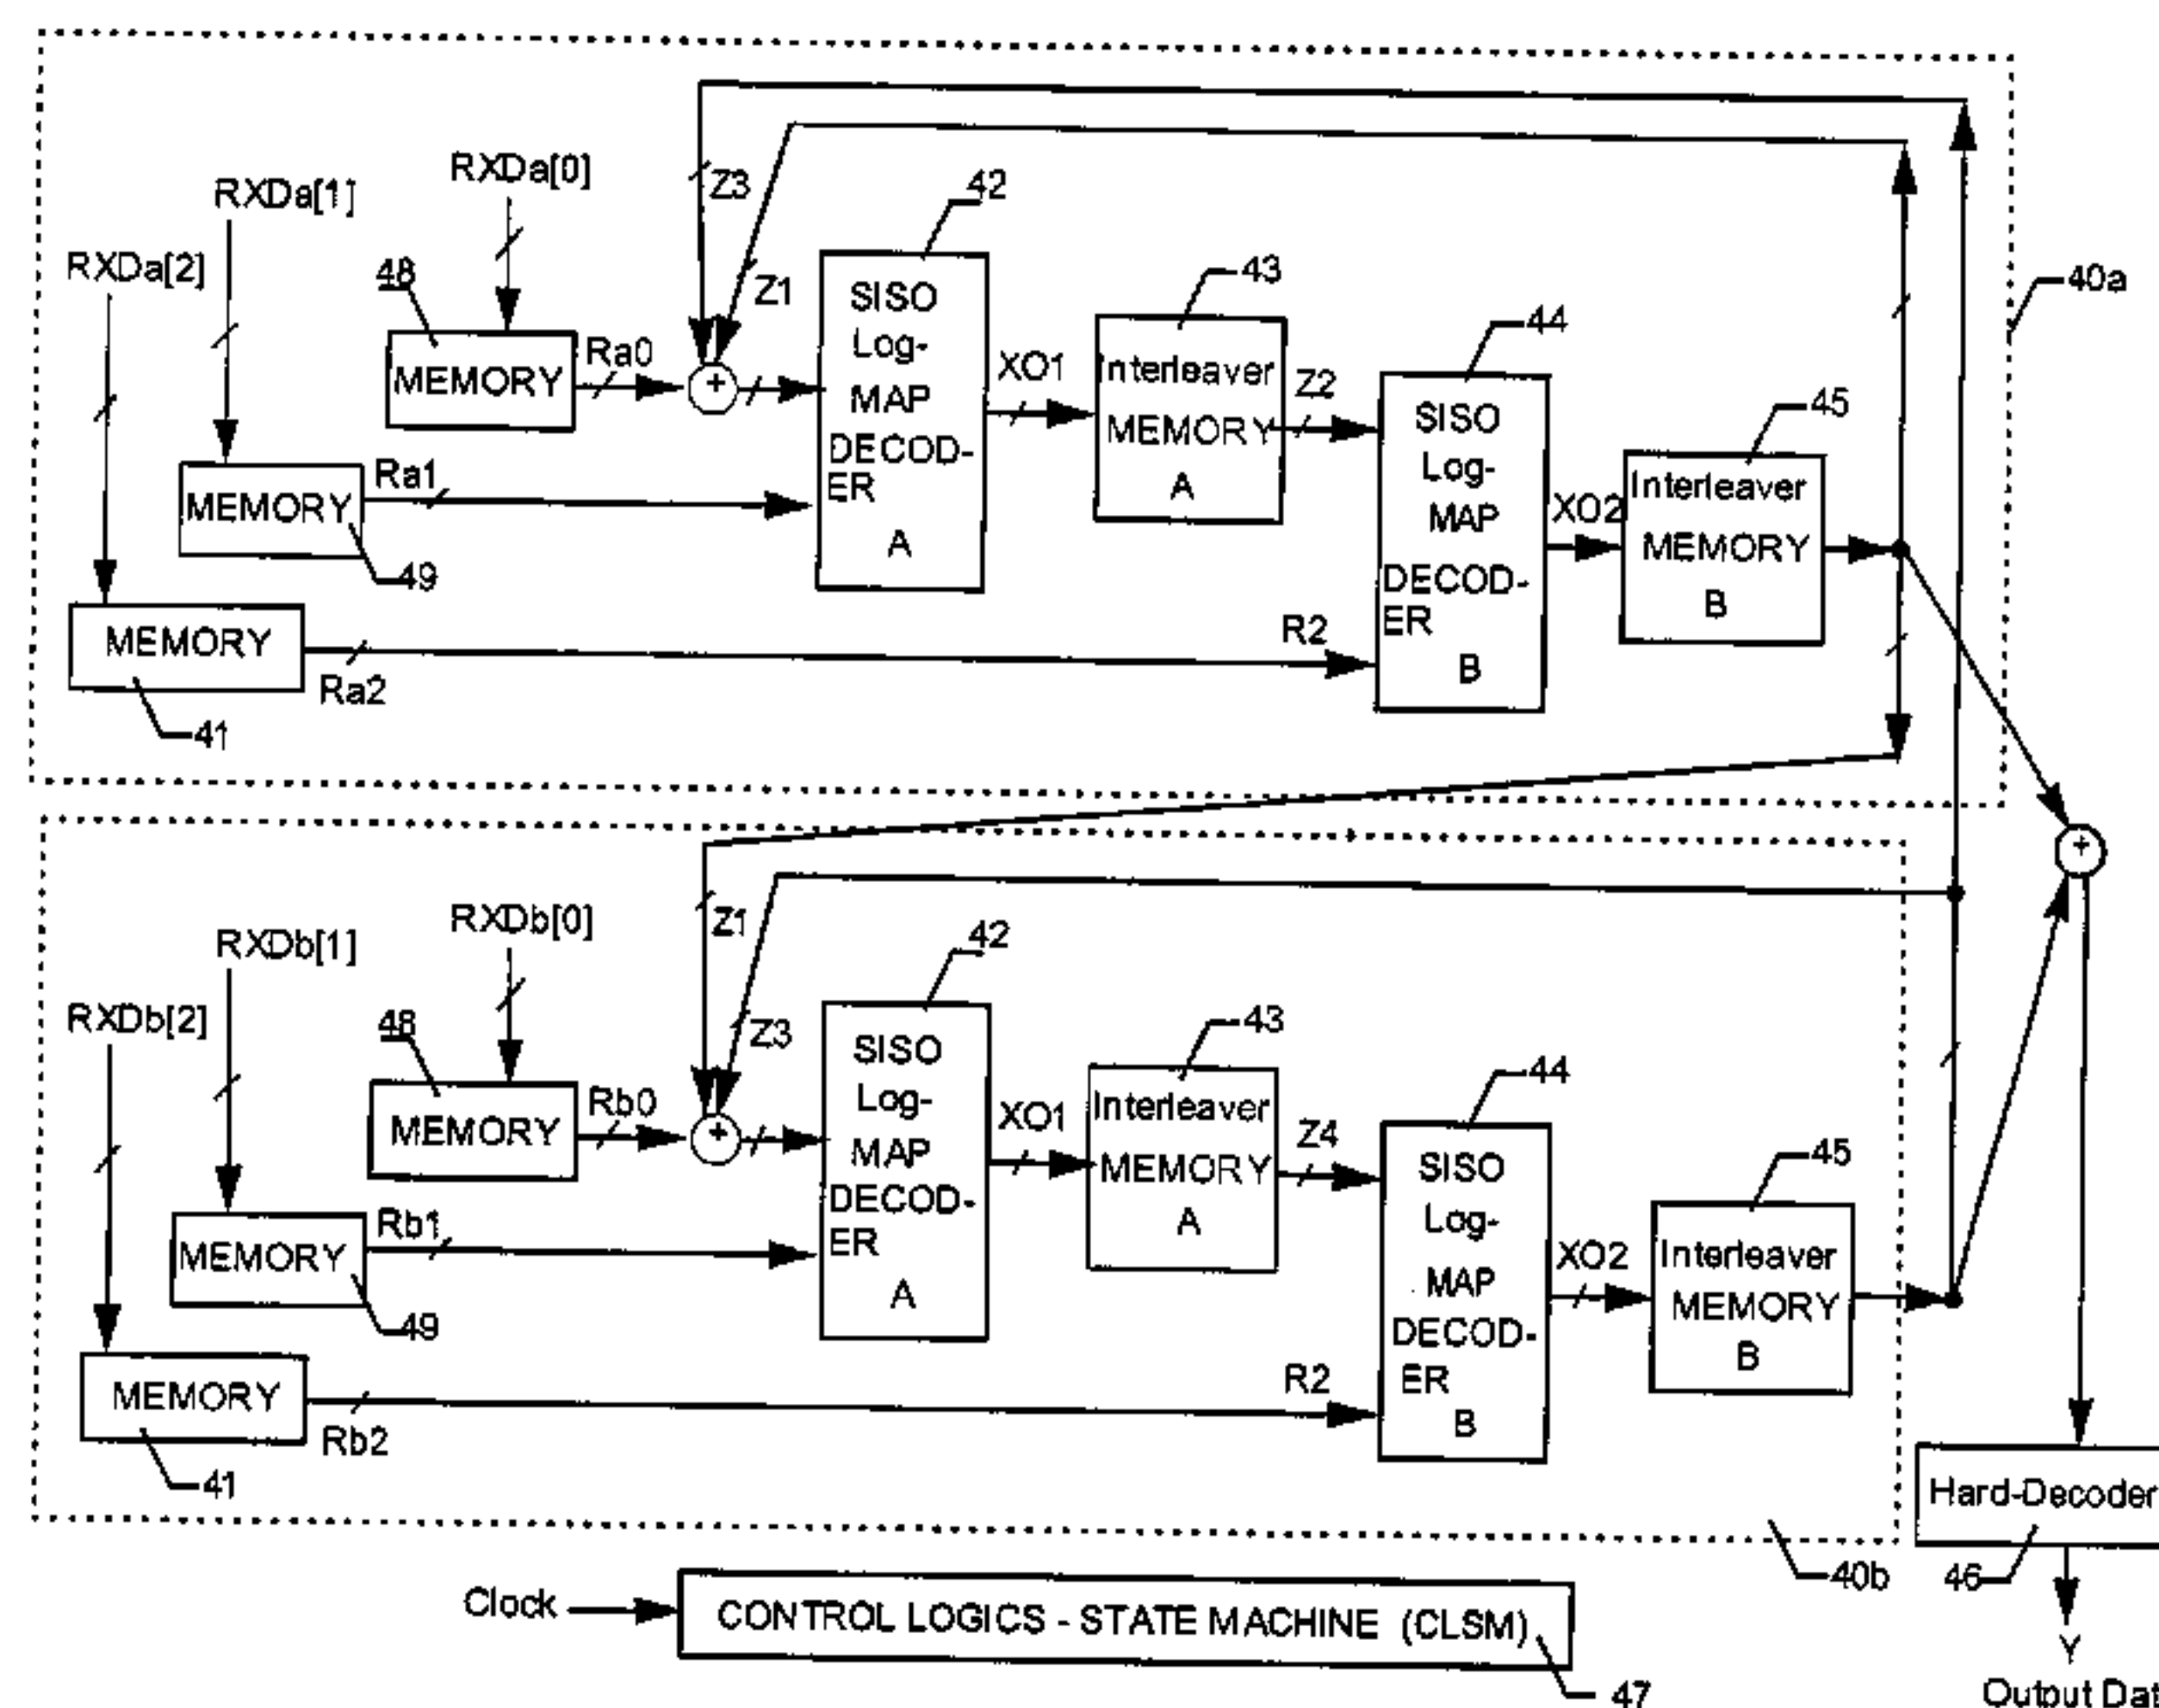 RXDa[0]
RXDa[1]
RXDa[2]
Z3
Z1
42
48
MEMORY
Ra0
+
SISO
Log-
MAP
DECOD-
ER
A
XO1
43
Interleaver
MEMORY
A
Z2
44
SISO
Log-
MAP
DECOD-
ER
B
XO2
45
Interleaver
MEMORY
B
40a
MEMORY
Ra1
49
MEMORY
Ra2
41
R2
+
RXDb[0]
RXDb[1]
RXDb[2]
Z1
Z3
42
48
MEMORY
Rb0
+
SISO
Log-
MAP
DECOD-
ER
A
XO1
43
Interleaver
MEMORY
A
Z4
44
SISO
Log-
MAP
DECOD-
ER
B
XO2
45
Interleaver
MEMORY
B
MEMORY
Rb1
49
MEMORY
Rb2
41
R2
40b
Hard-Decoder
46
Y
Output Dat
Clock
CONTROL LOGICS - STATE MACHINE (CLSM)
47